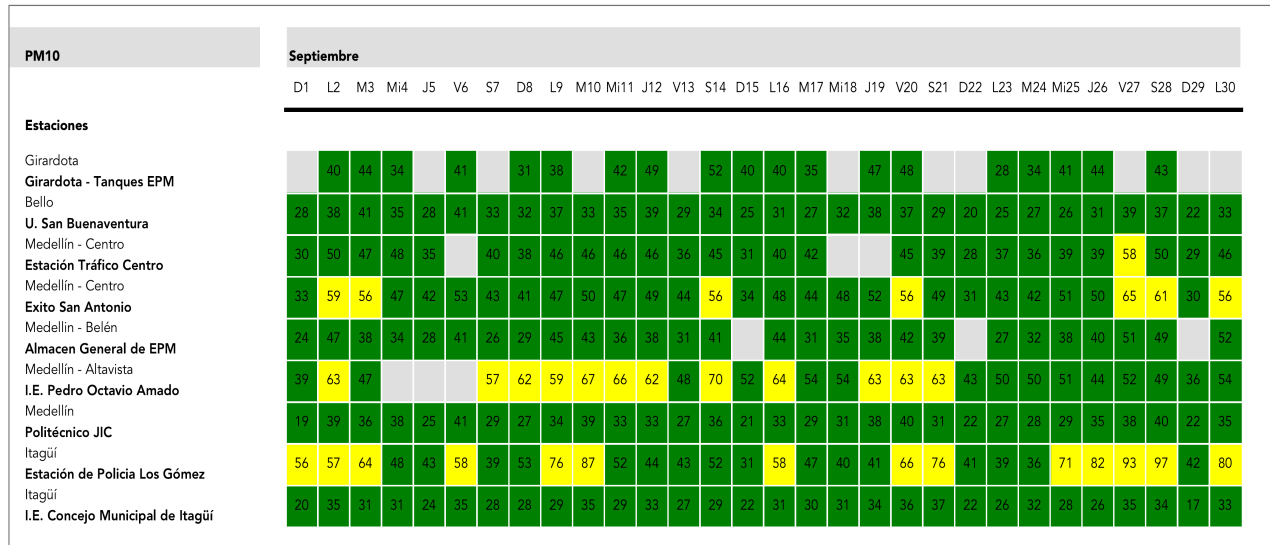 PM10 Septiembre
D1 L2 M3 Mi4 J5 V6 S7 D8 L9 M10 Mi11 J12 V13 S14 D15 L16 M17 Mi18 J19 V20 S21 D22 L23 M24 Mi25 J26 V27 S28 D29 L30
Estaciones
Girardota
Girardota - Tanques EPM
40 44 34 41 31 38 42 49 52 40 40 35 47 48 28 34 41 44 43
Bello
U. San Buenaventura
28 38 41 35 28 41 33 32 37 33 35 39 29 34 25 31 27 32 38 37 29 20 25 27 26 31 39 37 22 33
Medellín - Centro
Estación Tráfico Centro
30 50 47 48 35 40 38 46 46 46 46 36 45 31 40 42 45 39 28 37 36 39 39 58 50 29 46
Medellín - Centro
Exito San Antonio
33 59 56 47 42 53 43 41 47 50 47 49 44 56 34 48 44 48 52 56 49 31 43 42 51 50 65 61 30 56
Medellin - Belén
Almacen General de EPM
24 47 38 34 28 41 26 29 45 43 36 38 31 41 44 31 35 38 42 39 27 32 38 40 51 49 52
Medellín - Altavista
I.E. Pedro Octavio Amado
39 63 47 57 62 59 67 66 62 48 70 52 64 54 54 63 63 63 43 50 50 51 44 52 49 36 54
Medellín
Politécnico JIC
19 39 36 38 25 41 29 27 34 39 33 33 27 36 21 33 29 31 38 40 31 22 27 28 29 35 38 40 22 35
Itagüí
Estación de Policia Los Gómez
56 57 64 48 43 58 39 53 76 87 52 44 43 52 31 58 47 40 41 66 76 41 39 36 71 82 93 97 42 80
Itagüí
I.E. Concejo Municipal de Itagüí
20 35 31 31 24 35 28 28 29 35 29 33 27 29 22 31 30 31 34 36 37 22 26 32 28 26 35 34 17 33